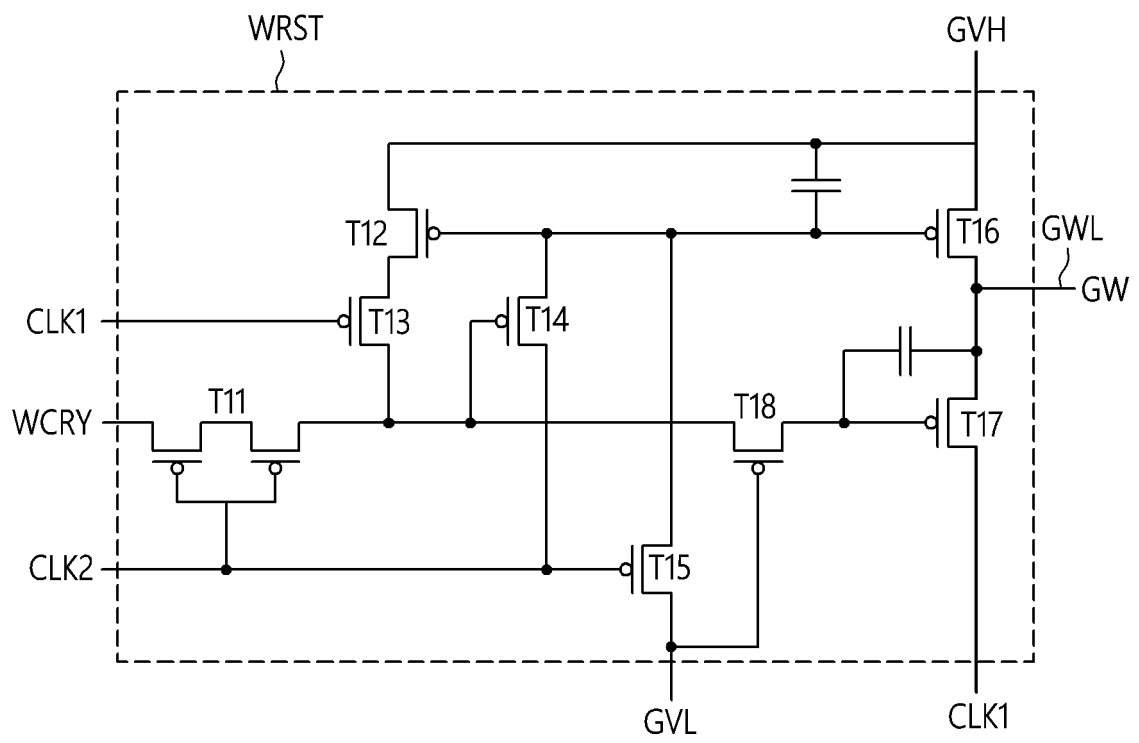 WRST
GVH
T12
T16
GWL
GW
CLK1
T13
T14
WCRY
T11
T18
T17
CLK2
T15
GVL
CLK1